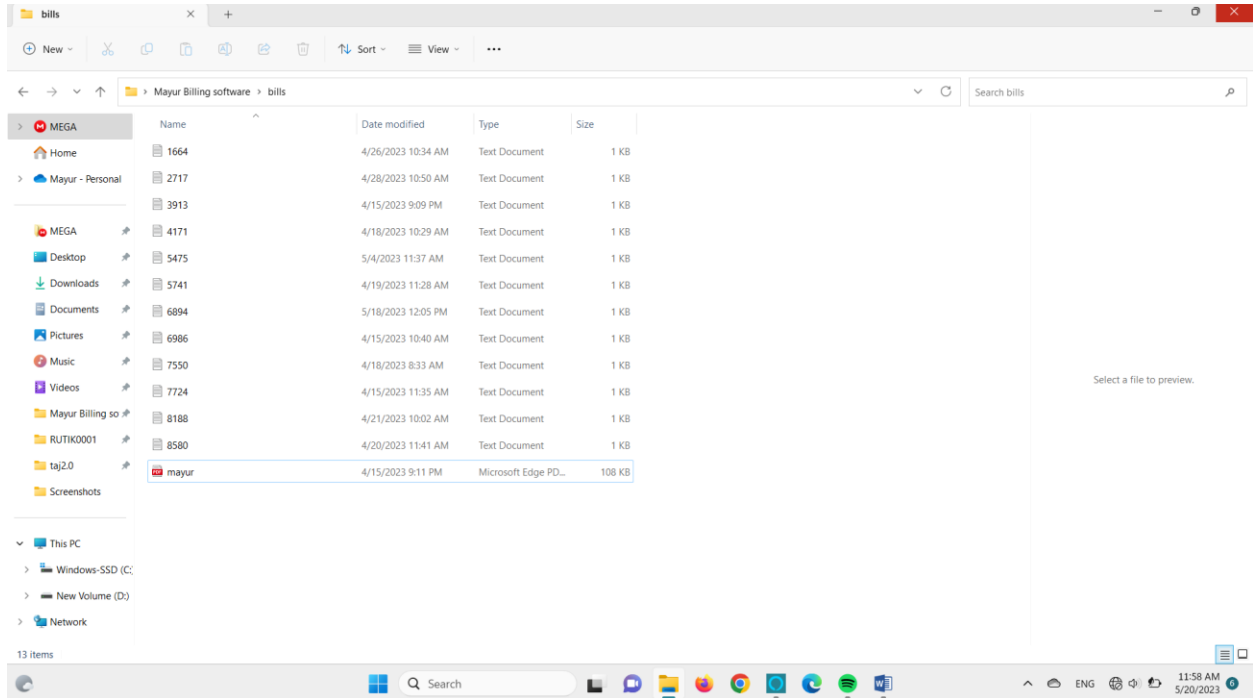 bills
New
Sort
View
Mayur Billing software > bills
Search bills
MEGA
Home
Mayur - Personal
MEGA
Desktop
Downloads
Documents
Pictures
Music
Videos
Mayur Billing so
RUTIK0001
taj2.0
Screenshots
This PC
Windows-SSD (C:
New Volume (D:)
Network
Name Date modified Type Size
1664 4/26/2023 10:34 AM Text Document 1 KB
2717 4/28/2023 10:50 AM Text Document 1 KB
3913 4/15/2023 9:09 PM Text Document 1 KB
4171 4/18/2023 10:29 AM Text Document 1 KB
5475 5/4/2023 11:37 AM Text Document 1 KB
5741 4/19/2023 11:28 AM Text Document 1 KB
6894 5/18/2023 12:05 PM Text Document 1 KB
6986 4/15/2023 10:40 AM Text Document 1 KB
7550 4/18/2023 8:33 AM Text Document 1 KB
7724 4/15/2023 11:35 AM Text Document 1 KB
8188 4/21/2023 10:02 AM Text Document 1 KB
8580 4/20/2023 11:41 AM Text Document 1 KB
mayur 4/15/2023 9:11 PM Microsoft Edge PD... 108 KB
Select a file to preview.
13 items
Search
ENG
11:58 AM
5/20/2023
6